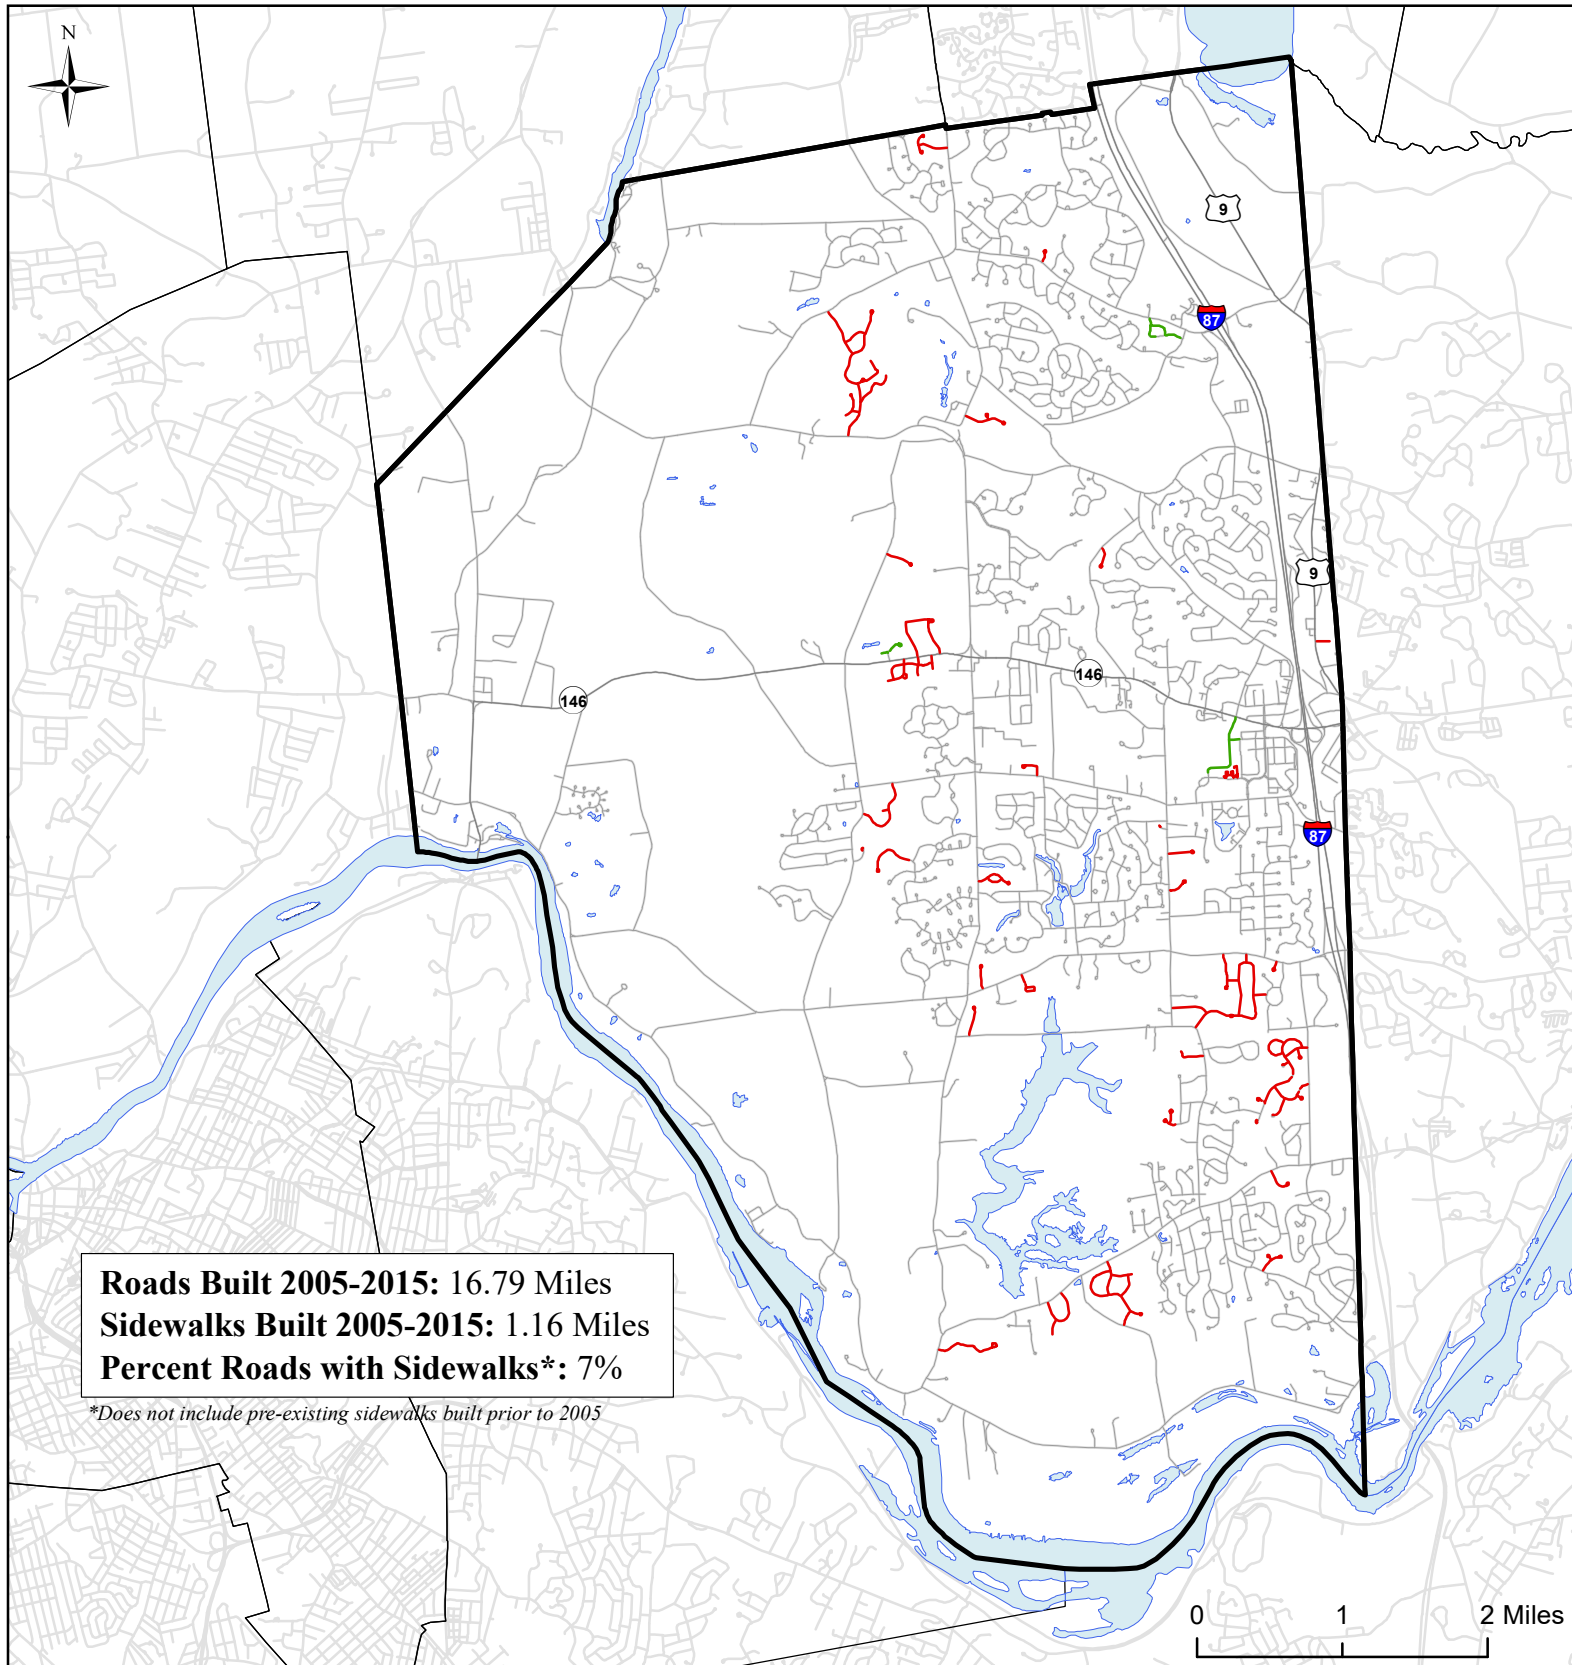 N
9
87
9
146
146
87
Roads Built 2005-2015: 16.79 Miles
Sidewalks Built 2005-2015: 1.16 Miles
Percent Roads with Sidewalks*: 7%
*Does not include pre-existing sidewalks built prior to 2005
0 1 2 Miles